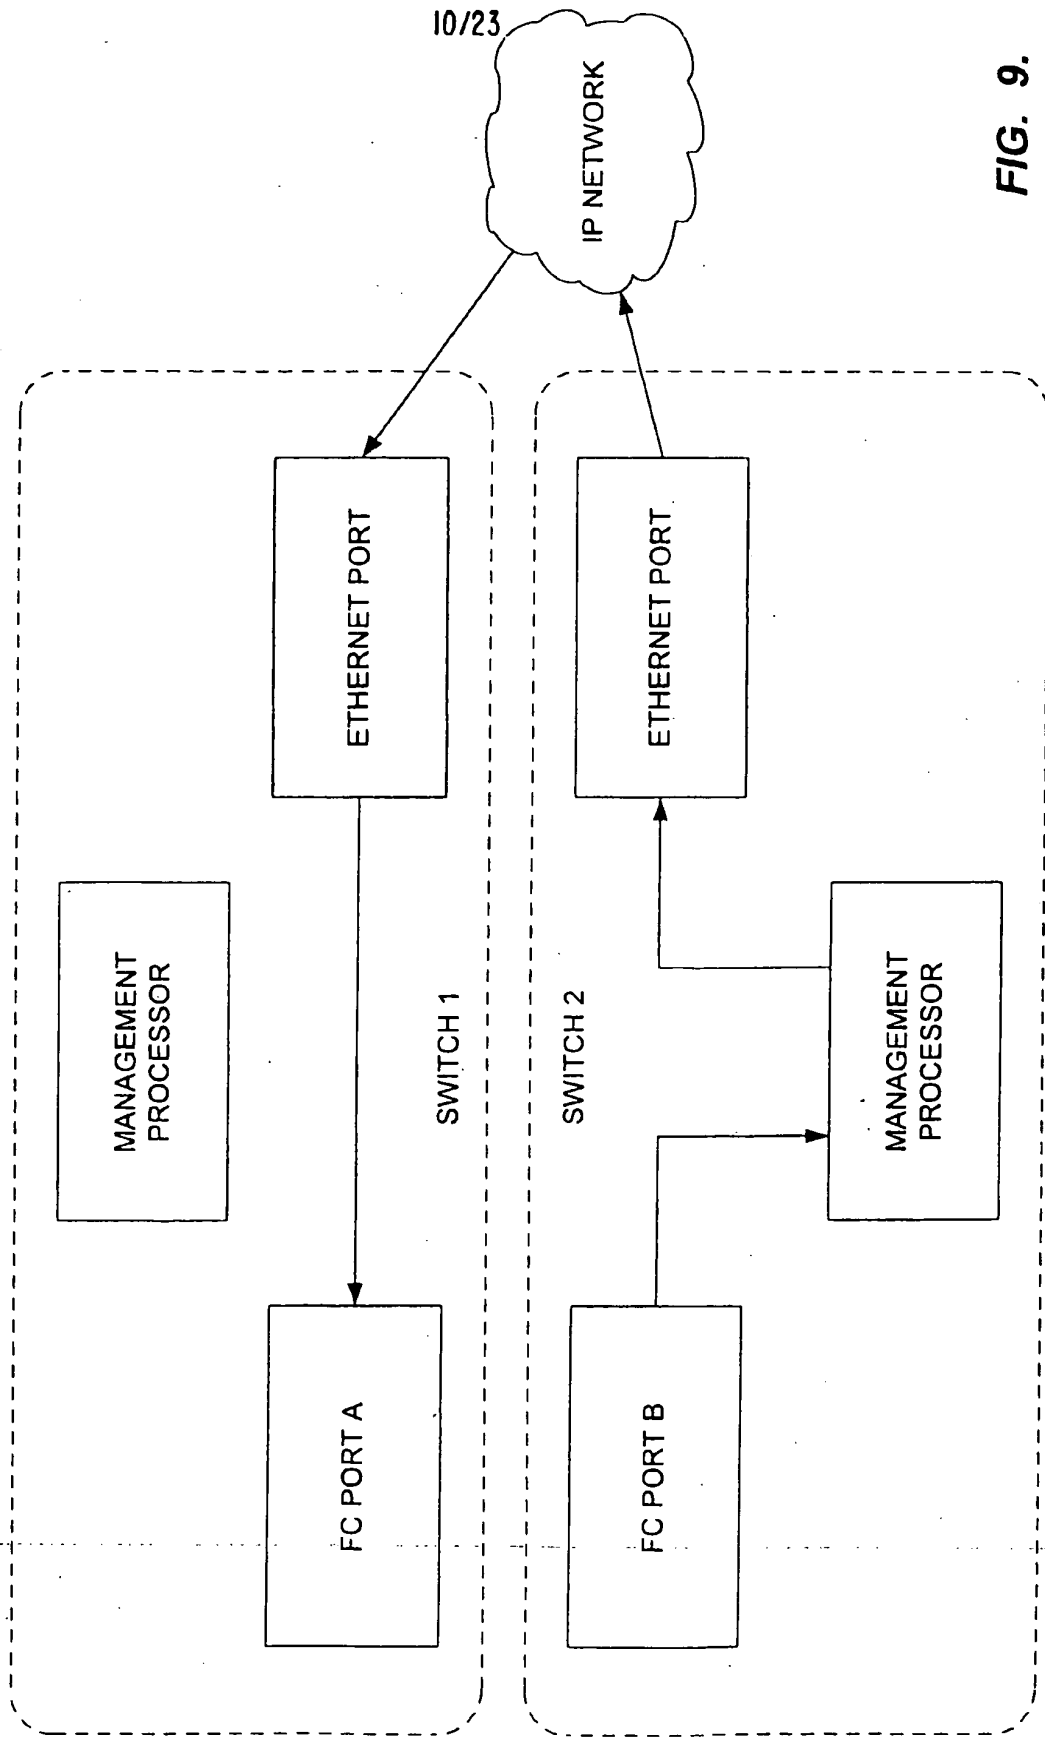 10/23
MANAGEMENT
PROCESSOR
FC PORT A
ETHERNET PORT
SWITCH 1
IP NETWORK
SWITCH 2
FC PORT B
ETHERNET PORT
MANAGEMENT
PROCESSOR
FIG. 9.